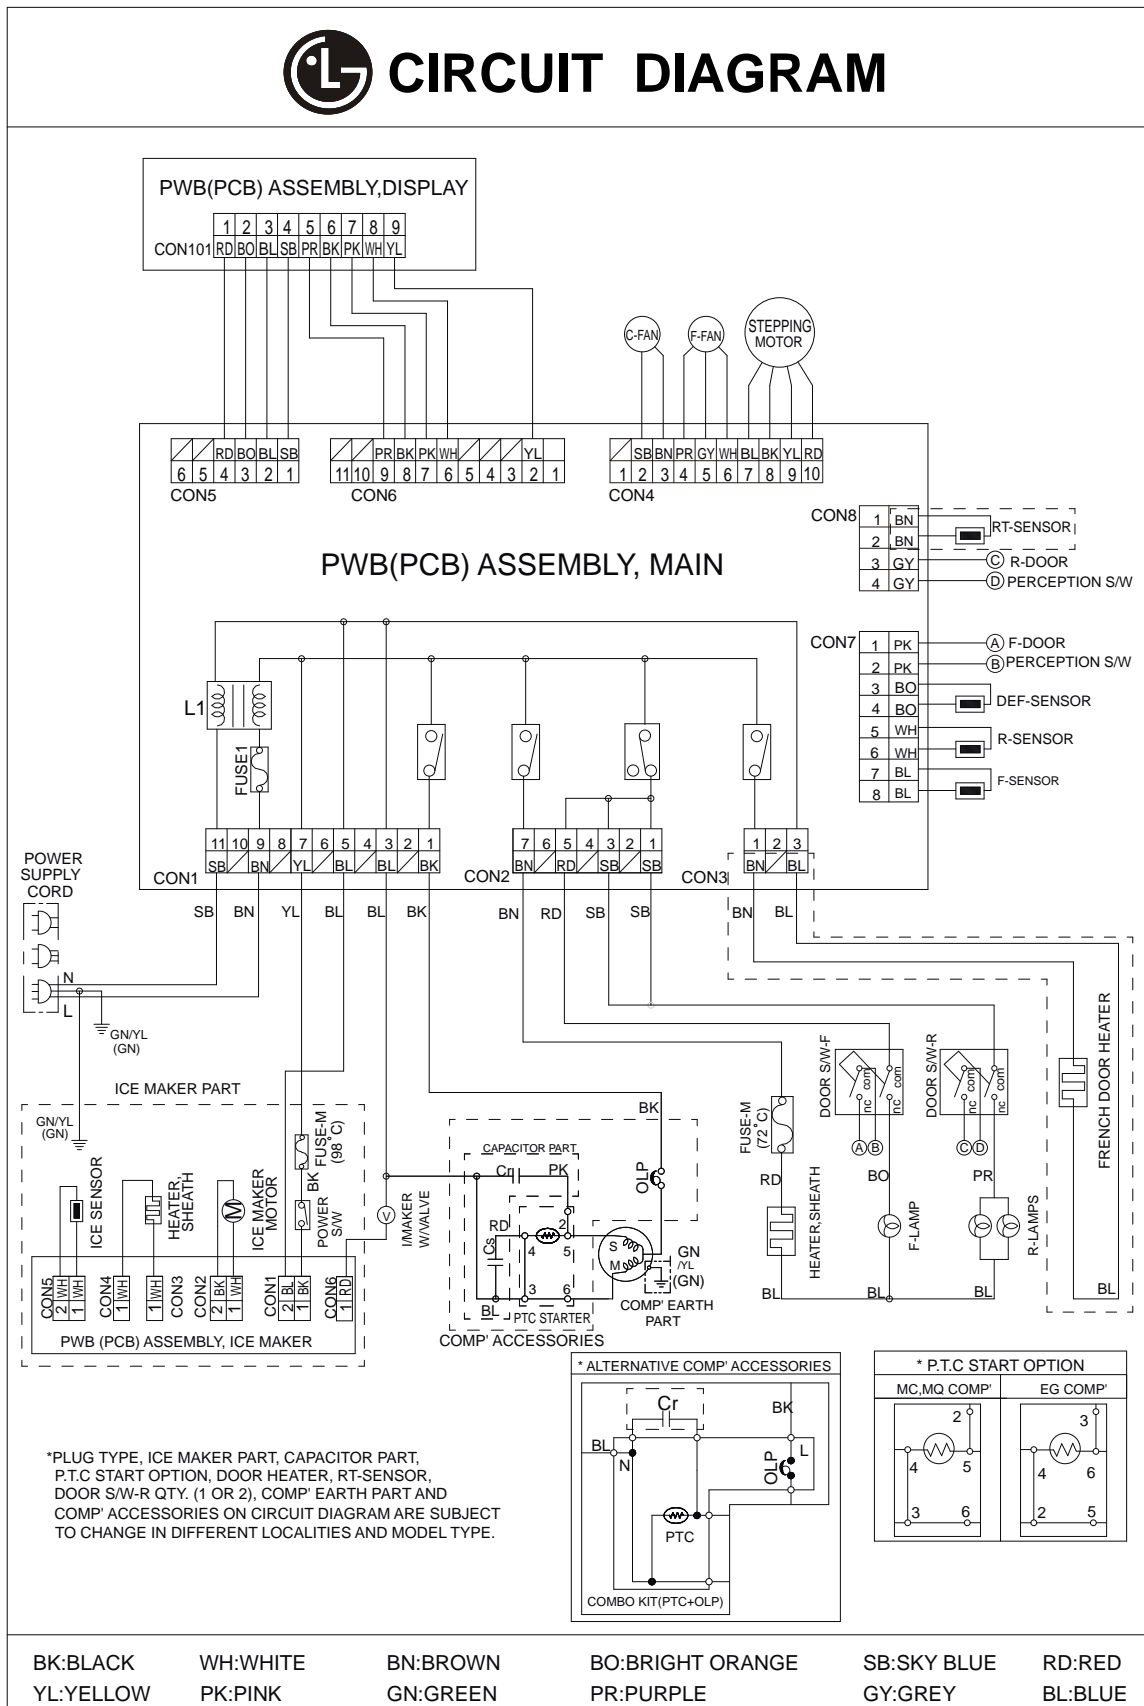 LG CIRCUIT DIAGRAM
PWB(PCB) ASSEMBLY,DISPLAY
1 2 3 4 5 6 7 8 9
CON101 RD BO BL SB PR BK PK WH YL
C-FAN
F-FAN
STEPPING
MOTOR
RD BO BL SB
6 5 4 3 2 1
CON5
PR BK PK WH YL
11 10 9 8 7 6 5 4 3 2 1
CON6
SB BN PR GY WH BL BK YL RD
1 2 3 4 5 6 7 8 9 10
CON4
PWB(PCB) ASSEMBLY, MAIN
CON8
1 BN
2 BN
3 GY
4 GY
RT-SENSOR
C R-DOOR
D PERCEPTION S/W
CON7
1 PK
2 PK
3 BO
4 BO
5 WH
6 WH
7 BL
8 BL
A F-DOOR
B PERCEPTION S/W
DEF-SENSOR
R-SENSOR
F-SENSOR
L1
FUSE1
11 10 9 8 7 6 5 4 3 2 1
SB BN YL BL BL BK
CON1
7 6 5 4 3 2 1
BN RD SB SB
CON2
1 2 3
BN BL
CON3
POWER
SUPPLY
CORD
N
L
SB BN YL BL BL BK
BN RD SB SB
BN BL
GN/YL
(GN)
ICE MAKER PART
GN/YL
(GN)
ICE SENSOR
HEATER,
SHEATH
ICE MAKER
MOTOR
M
FUSE-M
(98°C)
BK
POWER
S/W
V
I/MAKER
W/VALVE
CON5
2 WH
1 WH
CON4
1 WH
1 WH
CON3
CON2
2 BK
1 WH
CON1
2 BL
1 BK
CON6
1 RD
PWB (PCB) ASSEMBLY, ICE MAKER
BK
CAPACITOR PART
Cr PK
OLP
RD
Cs
2
4 5
3 6
BL
PTC STARTER
S
M
GN
/YL
(GN)
COMP' EARTH
PART
COMP' ACCESSORIES
FUSE-M
(72°C)
RD
HEATER,SHEATH
BL
DOOR S/W-F
com
com
nc
nc
A B
BO
F-LAMP
BL
DOOR S/W-R
com
com
nc
nc
C D
PR
R-LAMPS
BL
FRENCH DOOR HEATER
BL
* ALTERNATIVE COMP' ACCESSORIES
Cr
BK
BL
N
L
OLP
PTC
COMBO KIT(PTC+OLP)
* P.T.C START OPTION
MC,MQ COMP' EG COMP'
2
4 5
3 6
3
4 6
2 5
*PLUG TYPE, ICE MAKER PART, CAPACITOR PART,
P.T.C START OPTION, DOOR HEATER, RT-SENSOR,
DOOR S/W-R QTY. (1 OR 2), COMP' EARTH PART AND
COMP' ACCESSORIES ON CIRCUIT DIAGRAM ARE SUBJECT
TO CHANGE IN DIFFERENT LOCALITIES AND MODEL TYPE.
BK:BLACK WH:WHITE BN:BROWN BO:BRIGHT ORANGE SB:SKY BLUE RD:RED
YL:YELLOW PK:PINK GN:GREEN PR:PURPLE GY:GREY BL:BLUE